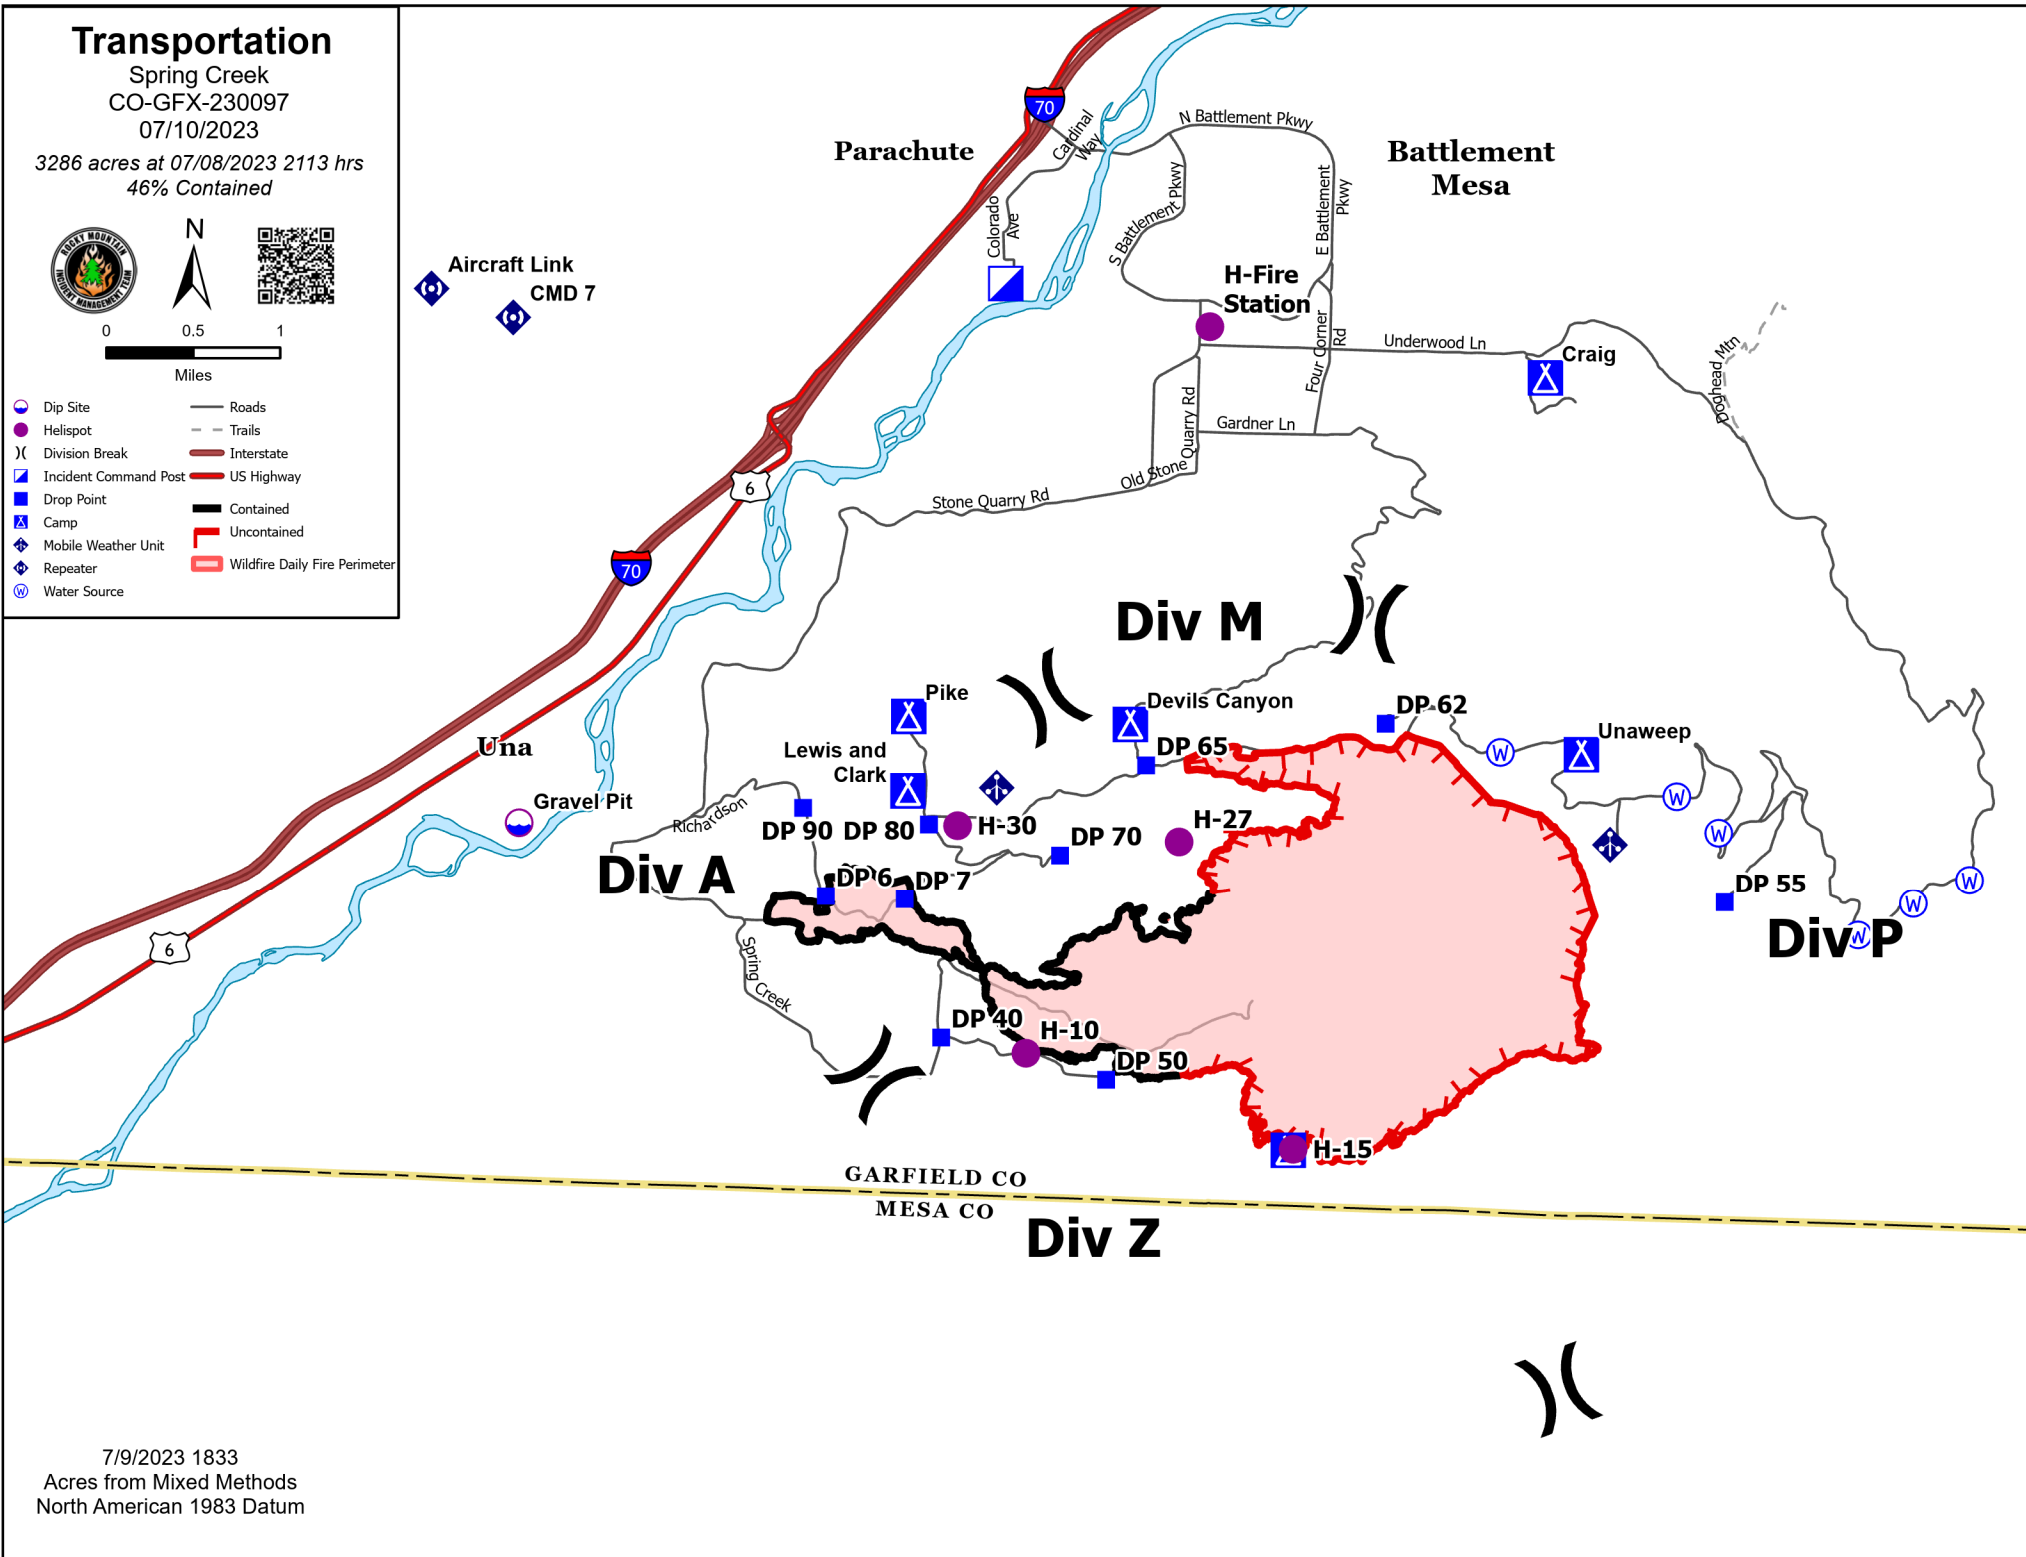 Transportation
Spring Creek
CO-GFX-230097
07/10/2023
3286 acres at 07/08/2023 2113 hrs
46% Contained
ROCKY MOUNTAIN
INCIDENT MANAGEMENT TEAM
N
0 0.5 1
Miles
Dip Site
Helispot
Division Break
Incident Command Post
Drop Point
Camp
Mobile Weather Unit
Repeater
W Water Source
Roads
Trails
Interstate
US Highway
Contained
Uncontained
Wildfire Daily Fire Perimeter
70
Parachute
Cardinal
Way
N Battlement Pkwy
Battlement
Mesa
S Battlement Pkwy
E Battlement
Pkwy
Colorado
Ave
Aircraft Link
CMD 7
H-Fire
Station
Four Corner
Rd
Underwood Ln
Craig
Doghead Mtn
Quarry Rd
Gardner Ln
Old Stone
Stone Quarry Rd
6
70
Div M
Pike
Devils Canyon
DP 62
Una
Lewis and
Clark
DP 65
W
Unaweep
Gravel Pit
Richardson
DP 90
DP 80
H-30
DP 70
H-27
W
W
Div A
DP 6
DP 7
DP 55
W
W
W
Div P
6
Spring
Creek
DP 40
H-10
DP 50
H-15
GARFIELD CO
MESA CO
Div Z
7/9/2023 1833
Acres from Mixed Methods
North American 1983 Datum